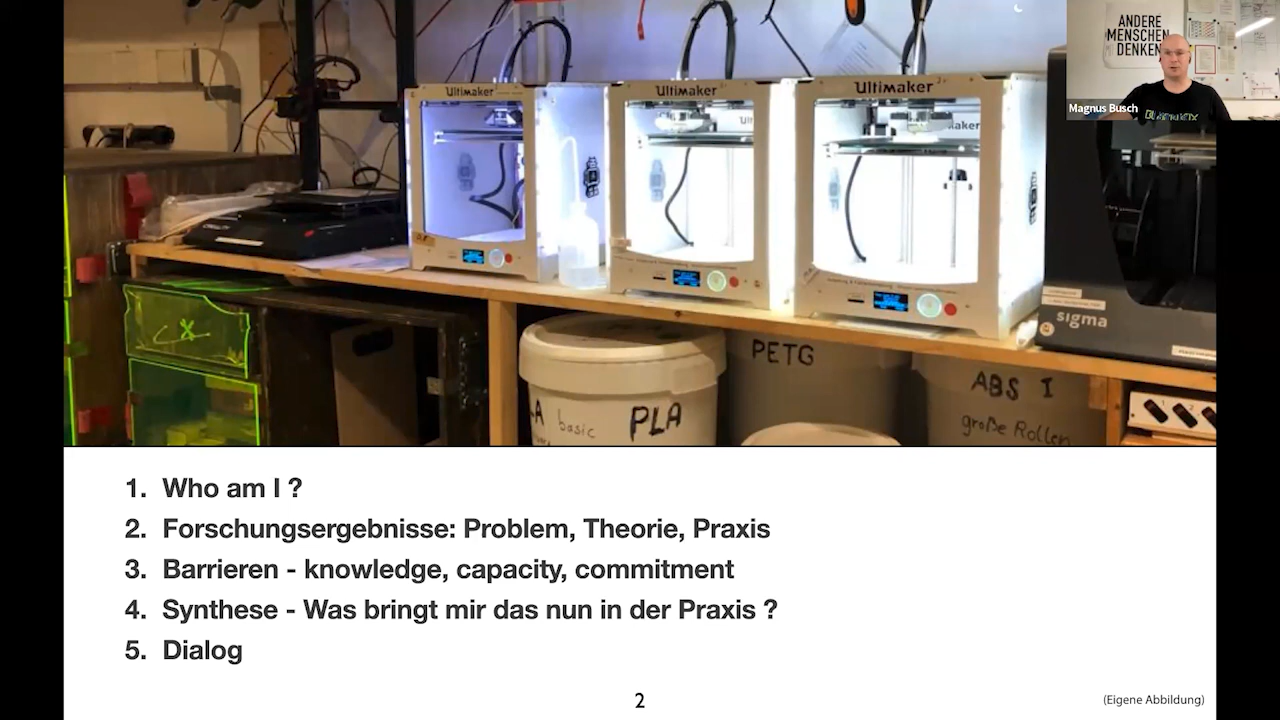 ANDERE
MENSCHEN
DENKEN
Magnus Busch
Ultimaker
Ultimaker
Ultimaker
sigma
PETG
ABS I
große Rollen
basic
PLA
1. Who am I ?
2. Forschungsergebnisse: Problem, Theorie, Praxis
3. Barrieren - knowledge, capacity, commitment
4. Synthese - Was bringt mir das nun in der Praxis ?
5. Dialog
2
(Eigene Abbildung)